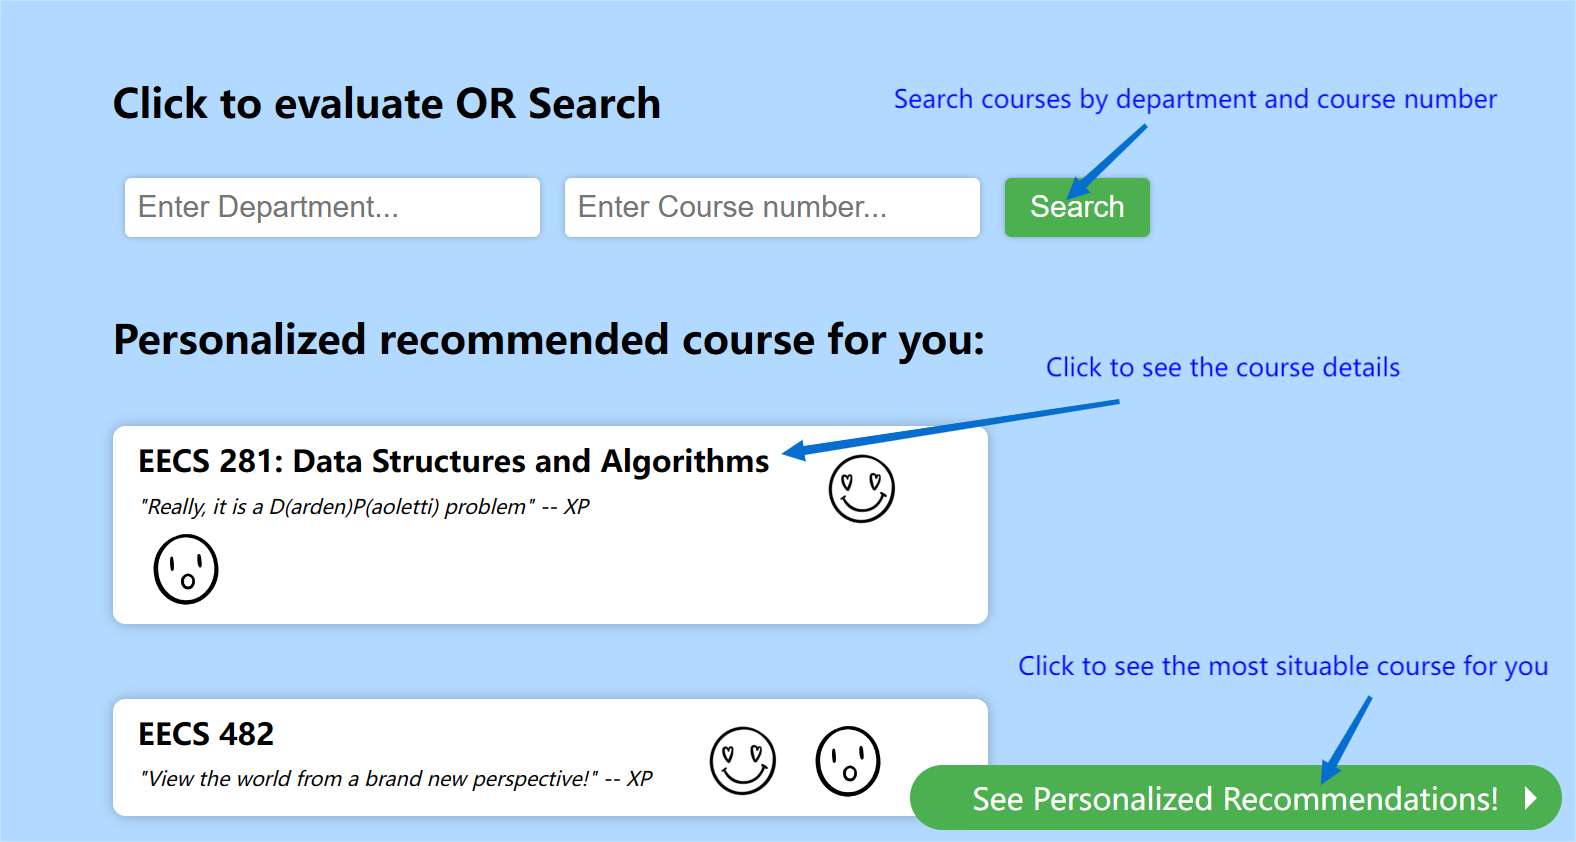 Click to evaluate OR Search
Search courses by department and course number
Enter Department...
Enter Course number...
Search
Personalized recommended course for you:
Click to see the course details
EECS 281: Data Structures and Algorithms
"Really, it is a D(arden)P(aoletti) problem" -- XP
Click to see the most situable course for you
EECS 482
"View the world from a brand new perspective!" -- XP
See Personalized Recommendations!